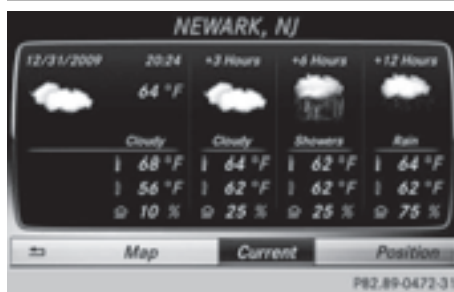 NEWARK, NJ
12/31/2009 20:24 +3 Hours +6 Hours +12 Hours
64 °F
Cloudy Cloudy Showers Rain
68 °F 64 °F 62 °F 64 °F
56 °F 62 °F 62 °F 62 °F
10 % 25 % 25 % 75 %
Map Current Position
P82.89-0472-31